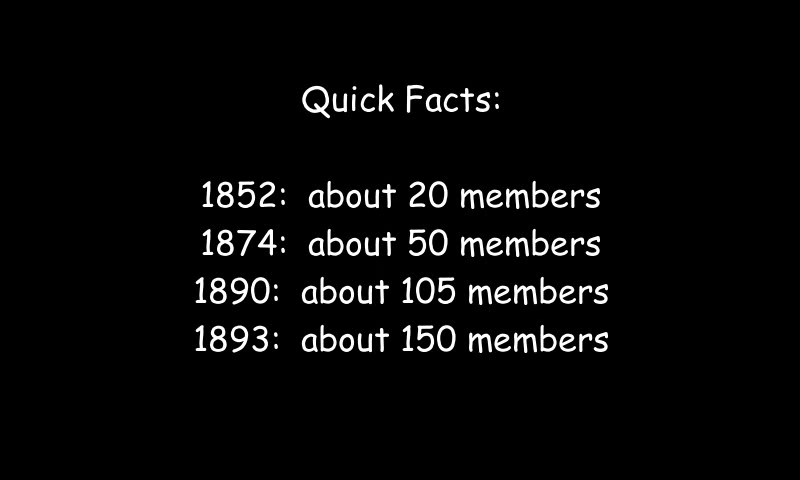 Quick Facts:
1852:  about 20 members
1874:  about 50 members
1890:  about 105 members
1893:  about 150 members